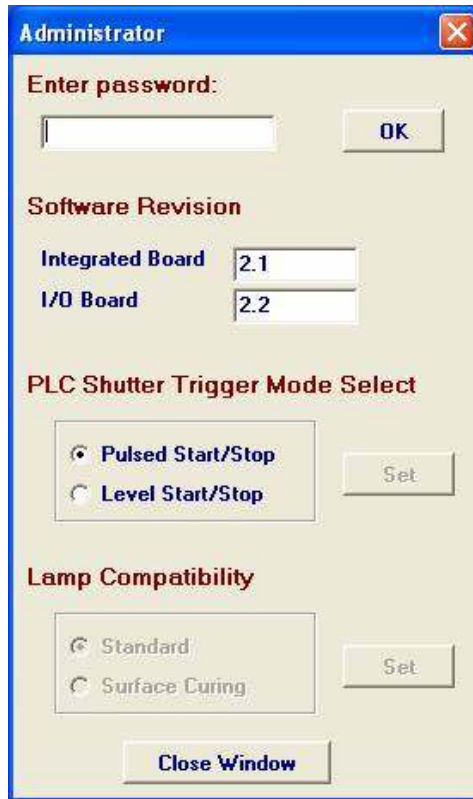 Administrator
Enter password:
OK
Software Revision
Integrated Board 2.1
I/O Board 2.2
PLC Shutter Trigger Mode Select
Pulsed Start/Stop
Level Start/Stop
Set
Lamp Compatibility
Standard
Surface Curing
Set
Close Window